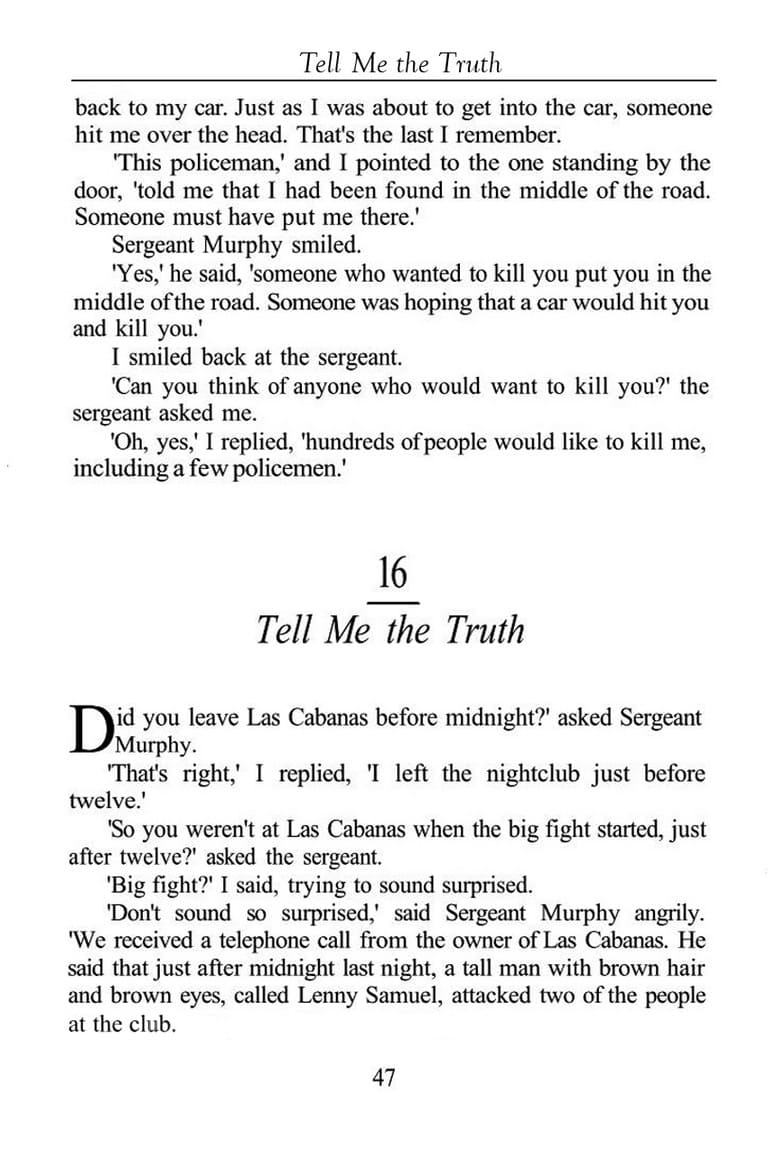 Tell Me the Truth
back to my car. Just as I was about to get into the car, someone
hit me over the head. That's the last I remember.
'This policeman,' and I pointed to the one standing by the
door, 'told me that I had been found in the middle of the road.
Someone must have put me there.'
Sergeant Murphy smiled.
'Yes,' he said, 'someone who wanted to kill you put you in the
middle of the road. Someone was hoping that a car would hit you
and kill you.'
I smiled back at the sergeant.
'Can you think of anyone who would want to kill you?' the
sergeant asked me.
'Oh, yes,' I replied, 'hundreds of people would like to kill me,
including a few policemen.'
16
Tell Me the Truth
Did you leave Las Cabanas before midnight?' asked Sergeant
Murphy.
'That's right,' I replied, 'I left the nightclub just before
twelve.'
'So you weren't at Las Cabanas when the big fight started, just
after twelve?' asked the sergeant.
'Big fight?' I said, trying to sound surprised.
'Don't sound so surprised,' said Sergeant Murphy angrily.
'We received a telephone call from the owner of Las Cabanas. He
said that just after midnight last night, a tall man with brown hair
and brown eyes, called Lenny Samuel, attacked two of the people
at the club.
47